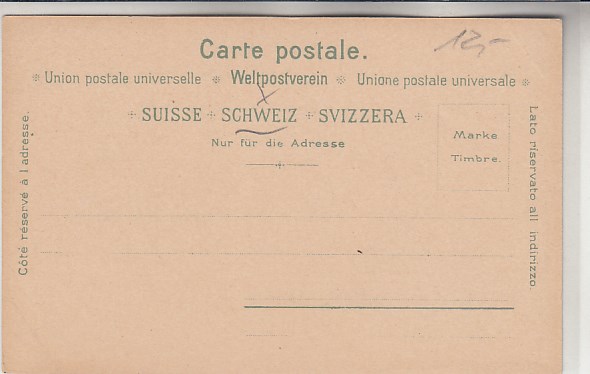 Carte postale.
12,-
Union postale universelle Weltpostverein Unione postale universale
SUISSE + SCHWEIZ + SVIZZERA
Nur für die Adresse
Marke
Timbre.
Côté réservé à l adresse.
Lato riservato all indirizzo.